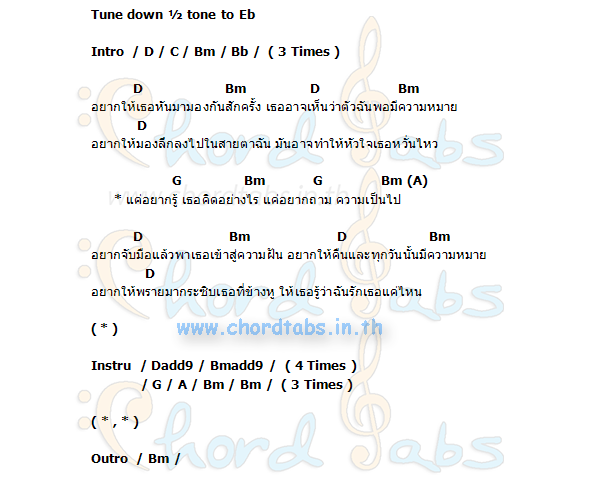 Tune down ½ tone to Eb
Intro / D / C / Bm / Bb / ( 3 Times )
D Bm D Bm
อยากให้เธอหันมามองกันสักครั้ง เธออาจเห็นว่าตัวฉันพอมีความหมาย
D
อยากให้มองลึกลงไปในสายตาฉัน มันอาจทำให้หัวใจเธอหวั่นไหว
G Bm G Bm (A)
* แค่อยากรู้ เธอคิดอย่างไร แค่อยากถาม ความเป็นไป
D Bm D Bm
อยากจับมือแล้วพาเธอเข้าสู่ความฝัน อยากให้คืนและทุกวันนั้นมีความหมาย
D
อยากให้พรายมากระซิบเธอที่ข้างหู ให้เธอรู้ว่าฉันรักเธอแค่ไหน
( * )
www.chordtabs.in.th
Instru / Dadd9 / Bmadd9 / ( 4 Times )
/ G / A / Bm / Bm / ( 3 Times )
( * , * )
Outro / Bm /